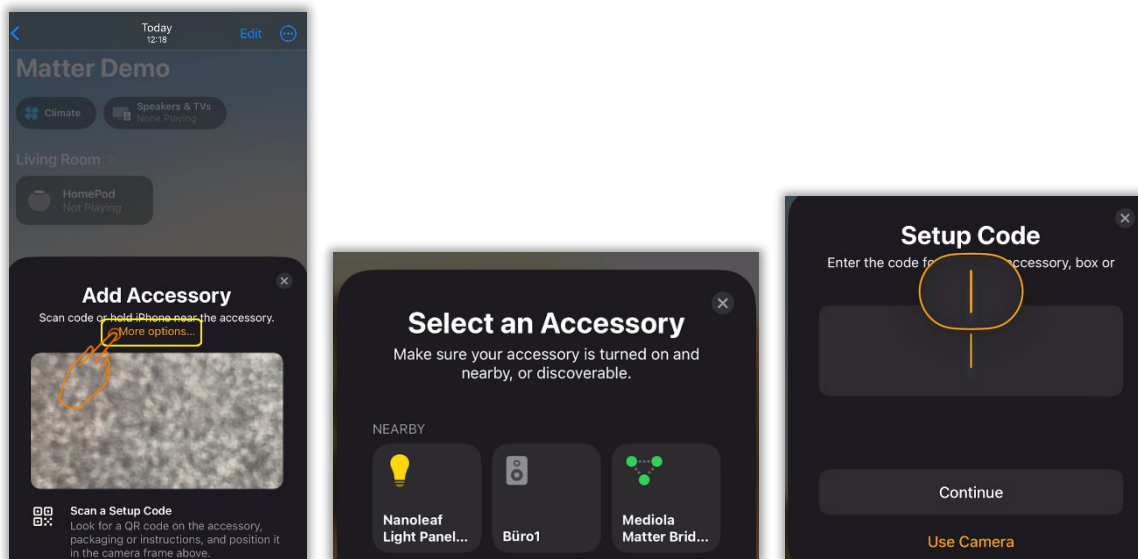 Today
12:18
Edit
Matter Demo
Climate
Speakers & TVs
None Playing
Living Room
HomePod
Not Playing
Add Accessory
Scan code or hold iPhone near the accessory.
More options...
Scan a Setup Code
Look for a QR code on the accessory,
packaging or instructions, and position it
in the camera frame above.
Select an Accessory
Make sure your accessory is turned on and
nearby, or discoverable.
NEARBY
Nanoleaf
Light Panel...
Büro1
Mediola
Matter Brid...
Setup Code
Enter the code accessory, box or
Continue
Use Camera